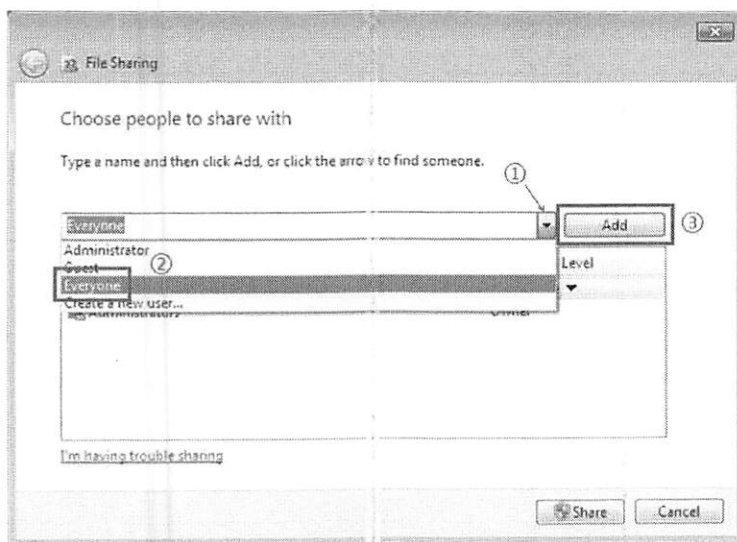 File Sharing
Choose people to share with
Type a name and then click Add, or click the arrow to find someone.
①
Everyone
Add
③
Administrator
Guest
②
Level
Everyone
Create a new user...
Administrators
Owner
I'm having trouble sharing
Share
Cancel